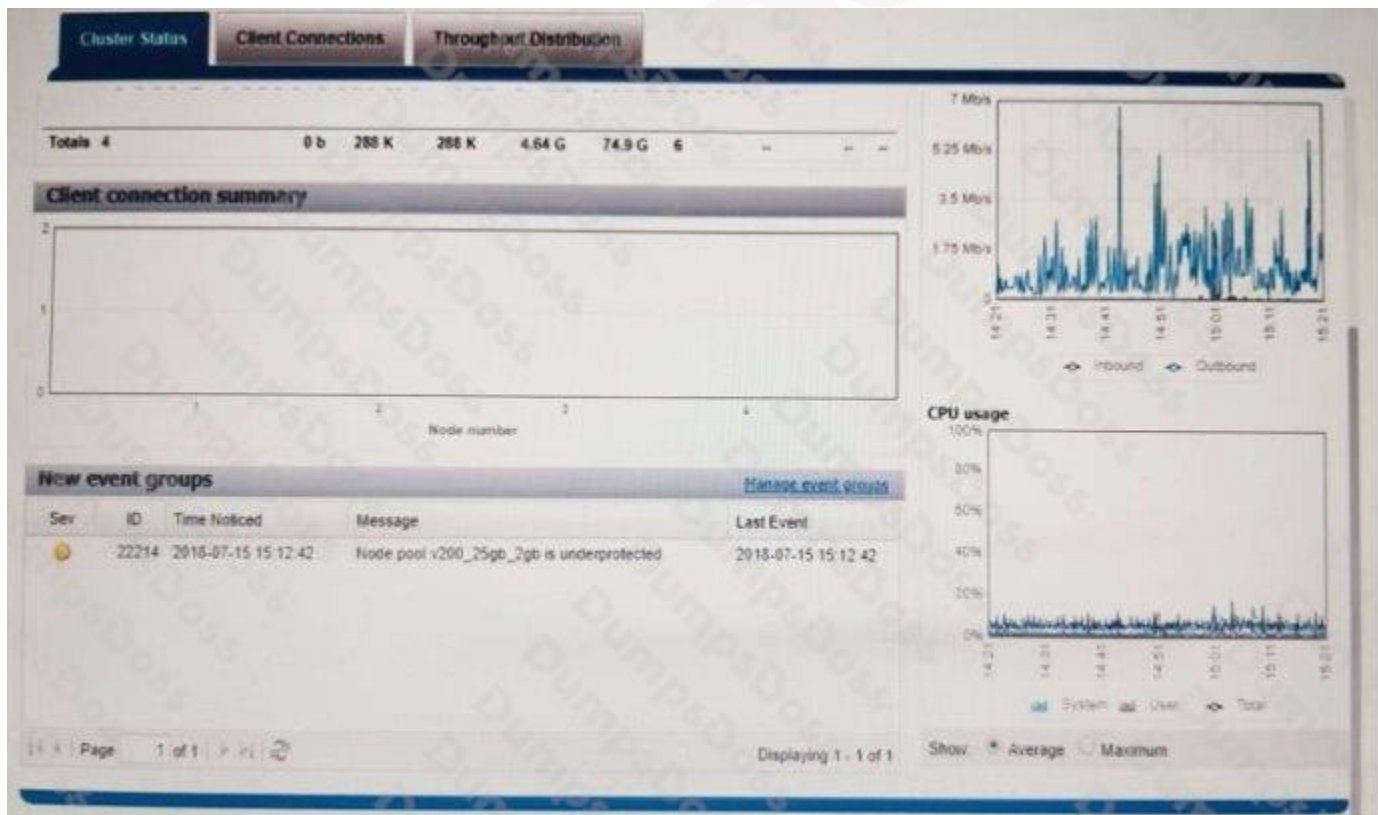 Cluster Status Client Connections Throughput Distribution
Totals 4 0 b 288 K 288 K 4.64 G 74.9 G 6 -- -- --
Client connection summary
2
1
0
1 2 3 4
Node number
New event groups Manage event groups
Sev ID Time Noticed Message Last Event
22214 2018-07-15 15:12:42 Node pool v200_25gb_2gb is underprotected 2018-07-15 15:12:42
Page 1 of 1 Displaying 1 - 1 of 1
7 Mb/s
5.25 Mb/s
3.5 Mb/s
1.75 Mb/s
0
14:21 14:31 14:41 14:51 15:01 15:11 15:21
Inbound Outbound
CPU usage
100%
80%
60%
40%
20%
0%
14:21 14:31 14:41 14:51 15:01 15:11 15:21
System User Total
Show: Average Maximum
DumpsDoss